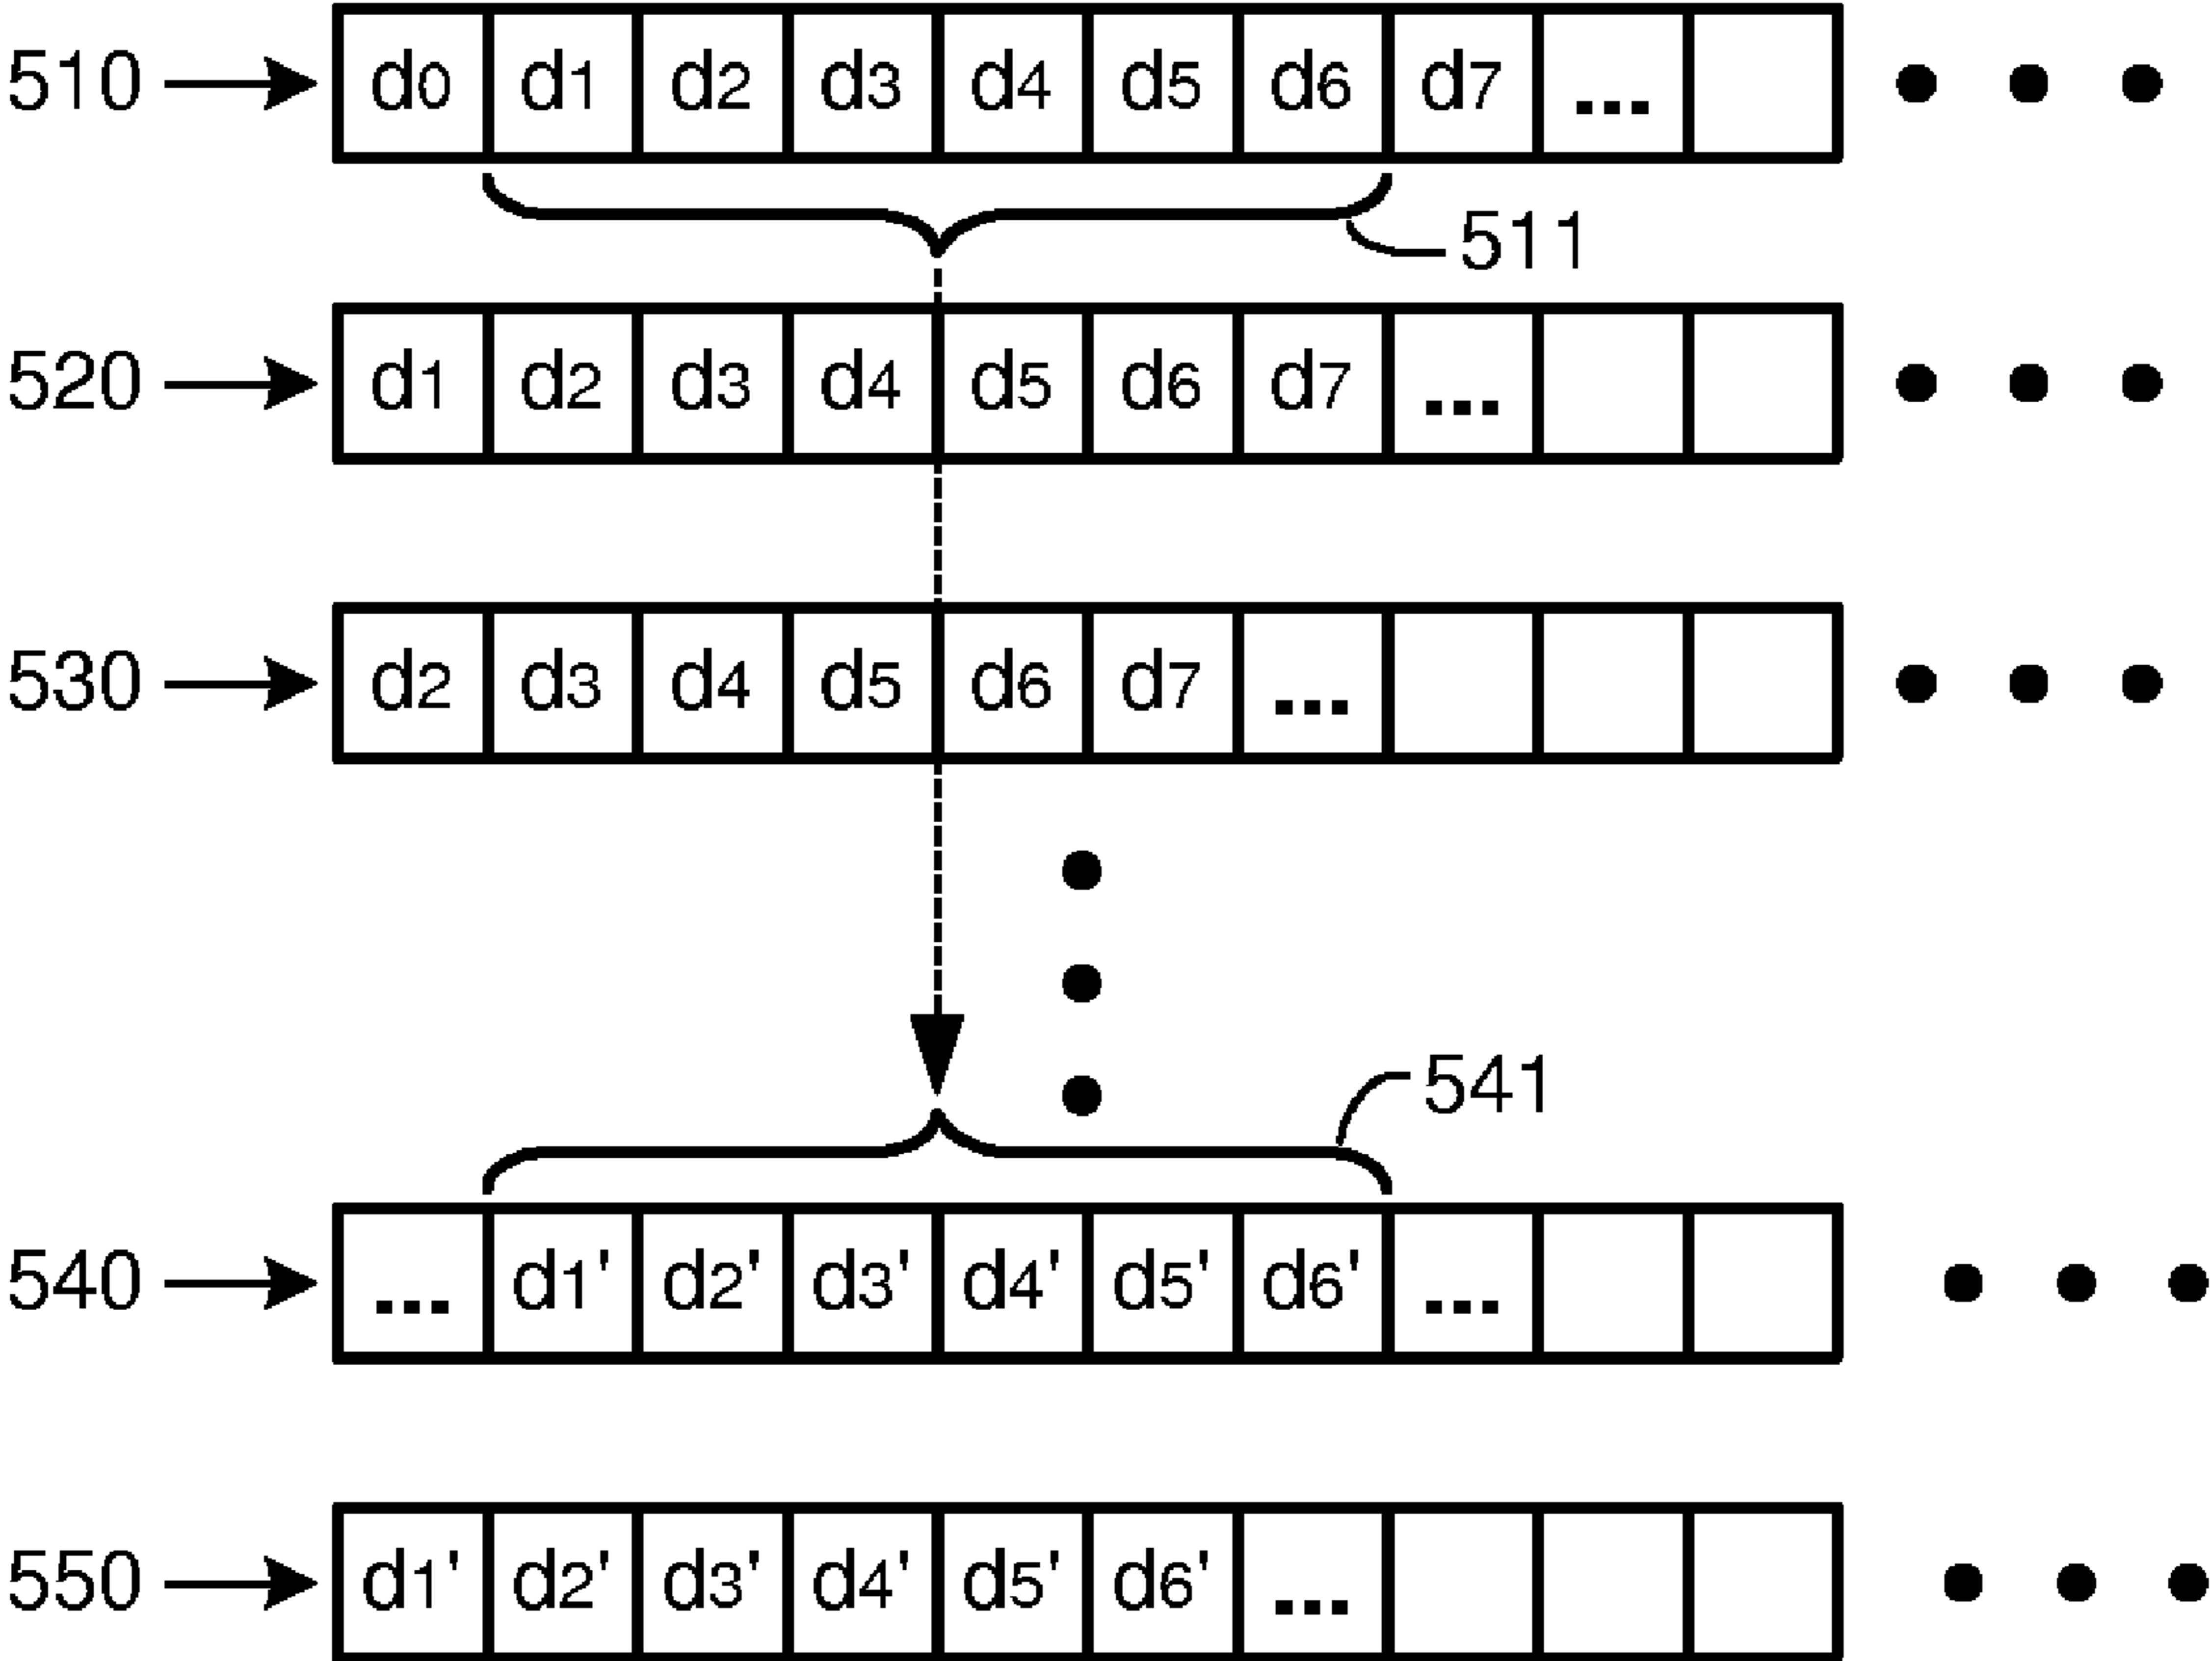 510 d0 d1 d2 d3 d4 d5 d6 d7 ...
511
520 d1 d2 d3 d4 d5 d6 d7 ...
530 d2 d3 d4 d5 d6 d7 ...
541
540 ... d1' d2' d3' d4' d5' d6' ...
550 d1' d2' d3' d4' d5' d6' ...